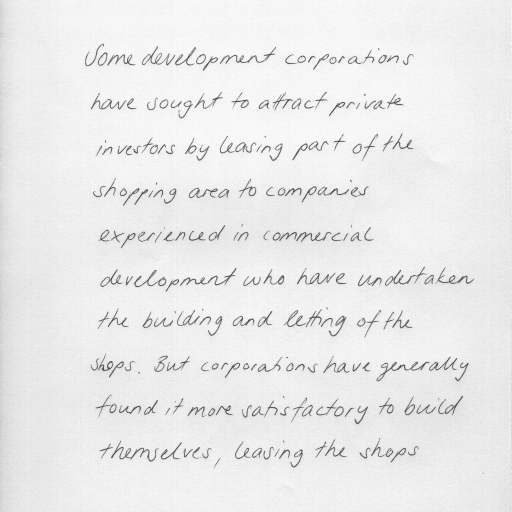 Some development corporations
have sought to attract private
investors by leasing part of the
shopping area to companies
experienced in commercial
development who have undertaken
the building and letting of the
shops. But corporations have generally
found it more satisfactory to build
themselves, leasing the shops